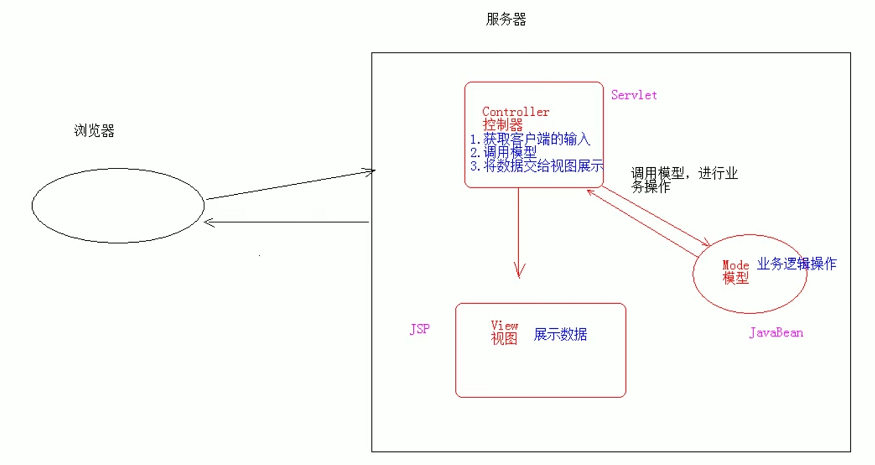 服务器
浏览器
Controller
控制器
Servlet
1.获取客户端的输入
2.调用模型
3.将数据交给视图展示
调用模型，进行业
务操作
Mode 业务逻辑操作
模型
JavaBean
JSP
View
视图 展示数据